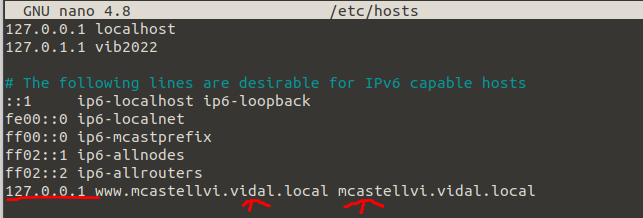 GNU nano 4.8 /etc/hosts
127.0.0.1 localhost
127.0.1.1 vib2022
# The following lines are desirable for IPv6 capable hosts
::1 ip6-localhost ip6-loopback
fe00::0 ip6-localnet
ff00::0 ip6-mcastprefix
ff02::1 ip6-allnodes
ff02::2 ip6-allrouters
127.0.0.1 www.mcastellvi.vidal.local mcastellvi.vidal.local